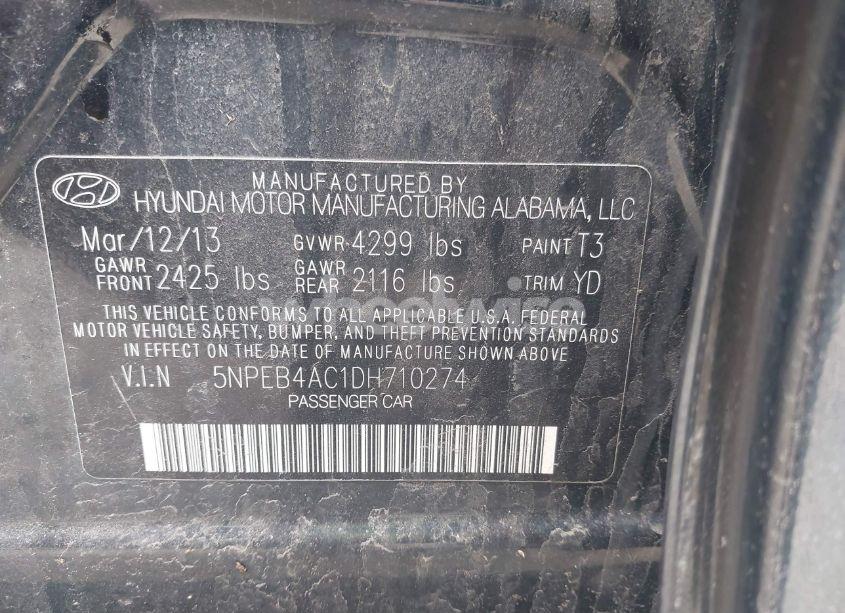 MANUFACTURED BY
HYUNDAI MOTOR MANUFACTURING ALABAMA, LLC
Mar/12/13 GVWR 4299 lbs PAINT T3
GAWR FRONT 2425 lbs GAWR REAR 2116 lbs TRIM YD
THIS VEHICLE CONFORMS TO ALL APPLICABLE U.S.A. FEDERAL
MOTOR VEHICLE SAFETY, BUMPER, AND THEFT PREVENTION STANDARDS
IN EFFECT ON THE DATE OF MANUFACTURE SHOWN ABOVE
V.I.N 5NPEB4AC1DH710274
PASSENGER CAR